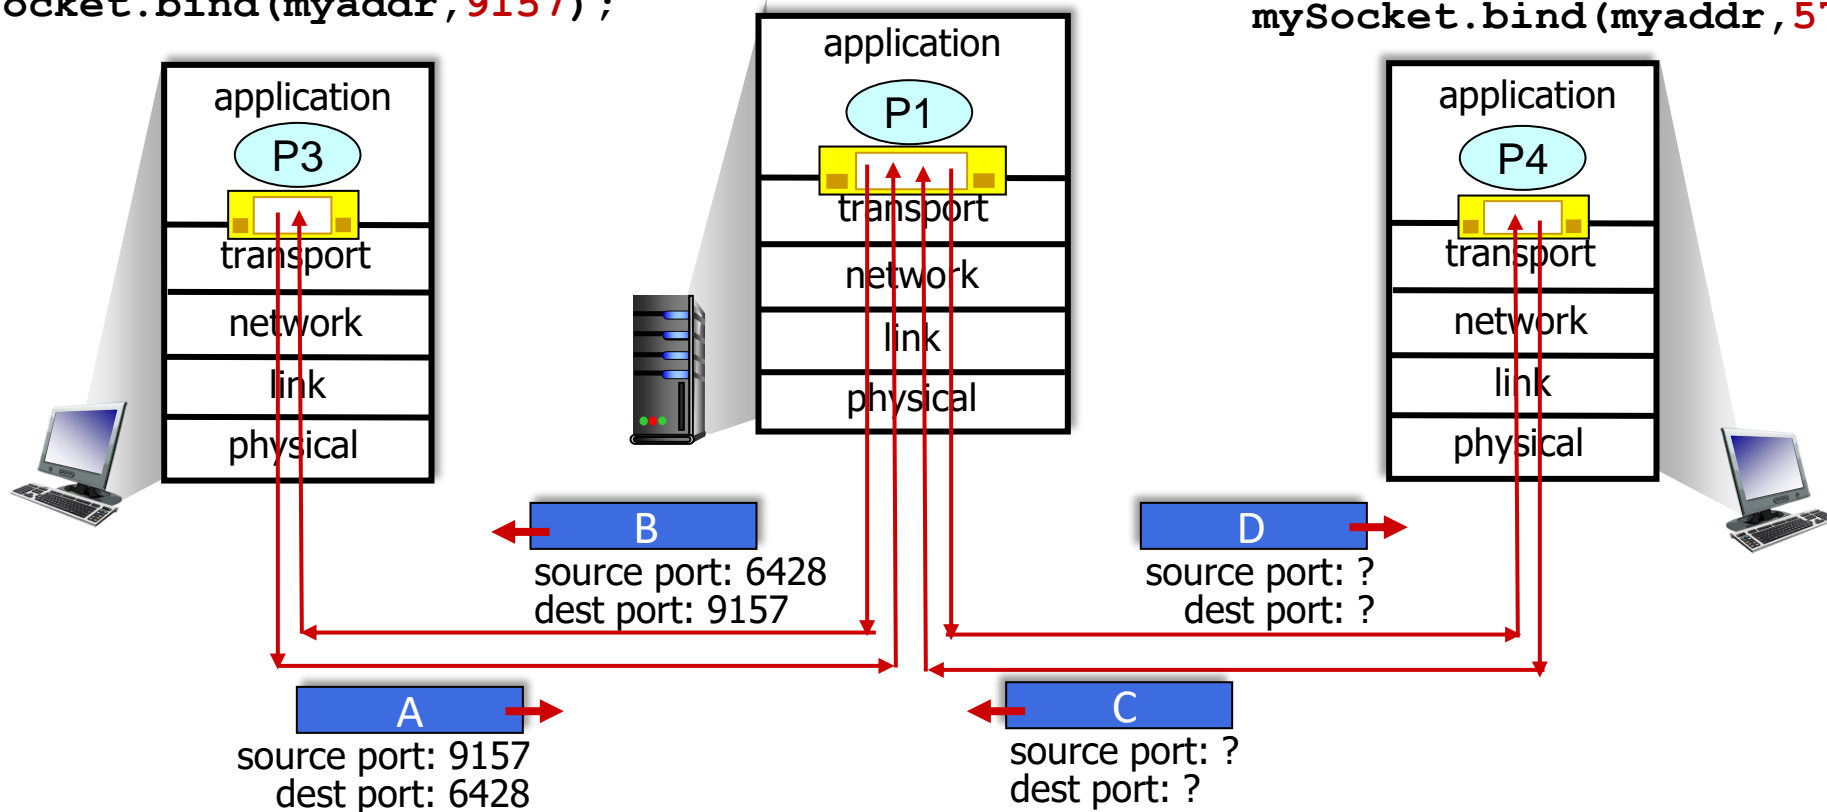 ocket.bind(myaddr,9157);
mySocket.bind(myaddr,57
application
P3
transport
network
link
physical
application
P1
transport
network
link
physical
application
P4
transport
network
link
physical
B
source port: 6428
dest port: 9157
D
source port: ?
dest port: ?
A
source port: 9157
dest port: 6428
C
source port: ?
dest port: ?